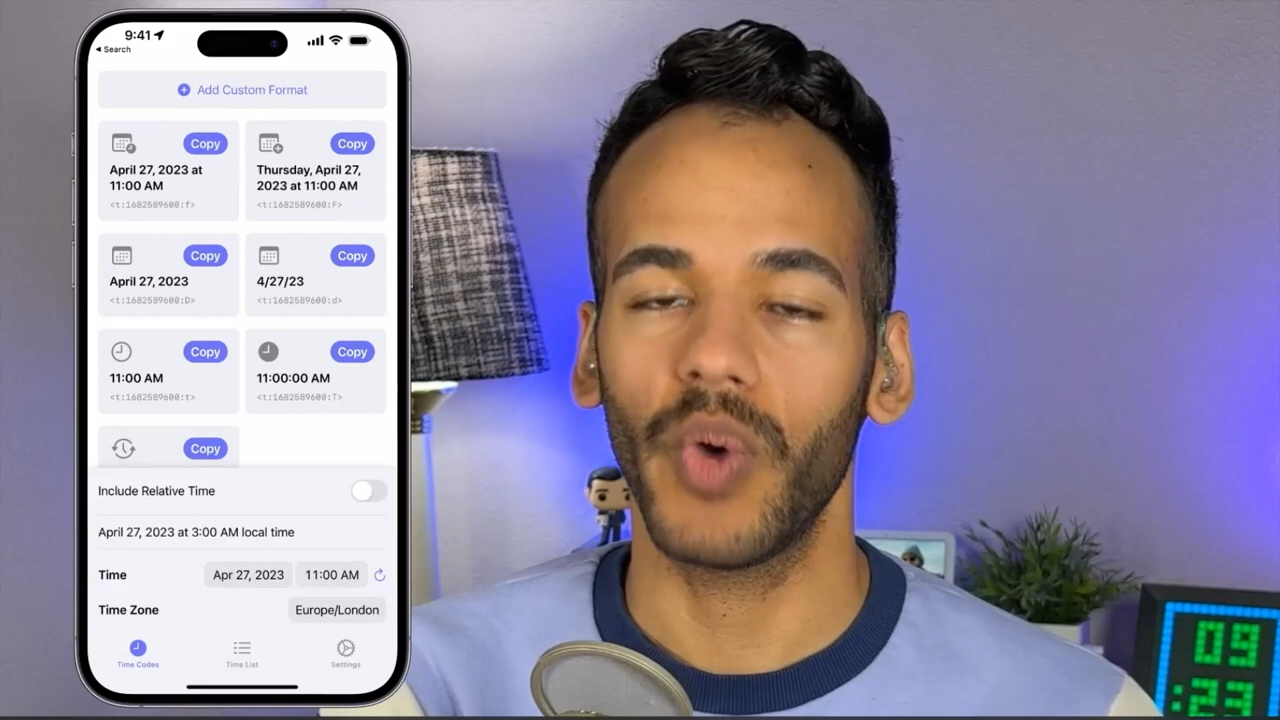 9:41
Search
Add Custom Format
Copy
April 27, 2023 at
11:00 AM
<t:1682589600:f>
Copy
Thursday, April 27,
2023 at 11:00 AM
<t:1682589600:F>
Copy
April 27, 2023
<t:1682589600:D>
Copy
4/27/23
<t:1682589600:d>
Copy
11:00 AM
<t:1682589600:t>
Copy
11:00:00 AM
<t:1682589600:T>
Copy
Include Relative Time
April 27, 2023 at 3:00 AM local time
Time Apr 27, 2023 11:00 AM
Time Zone Europe/London
Time Codes Time List Settings
09
:23